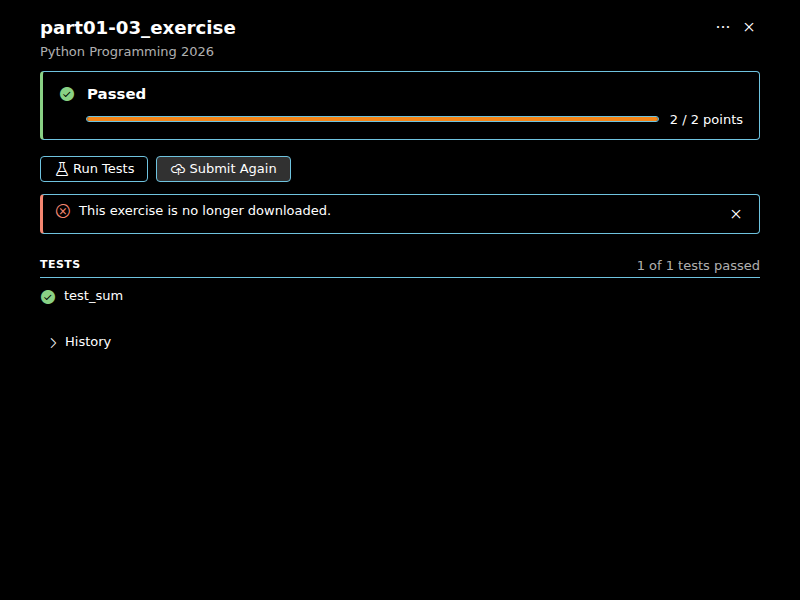 part01-03_exercise
Python Programming 2026
Passed
2 / 2 points
Run Tests
Submit Again
This exercise is no longer downloaded.
TESTS
1 of 1 tests passed
test_sum
History